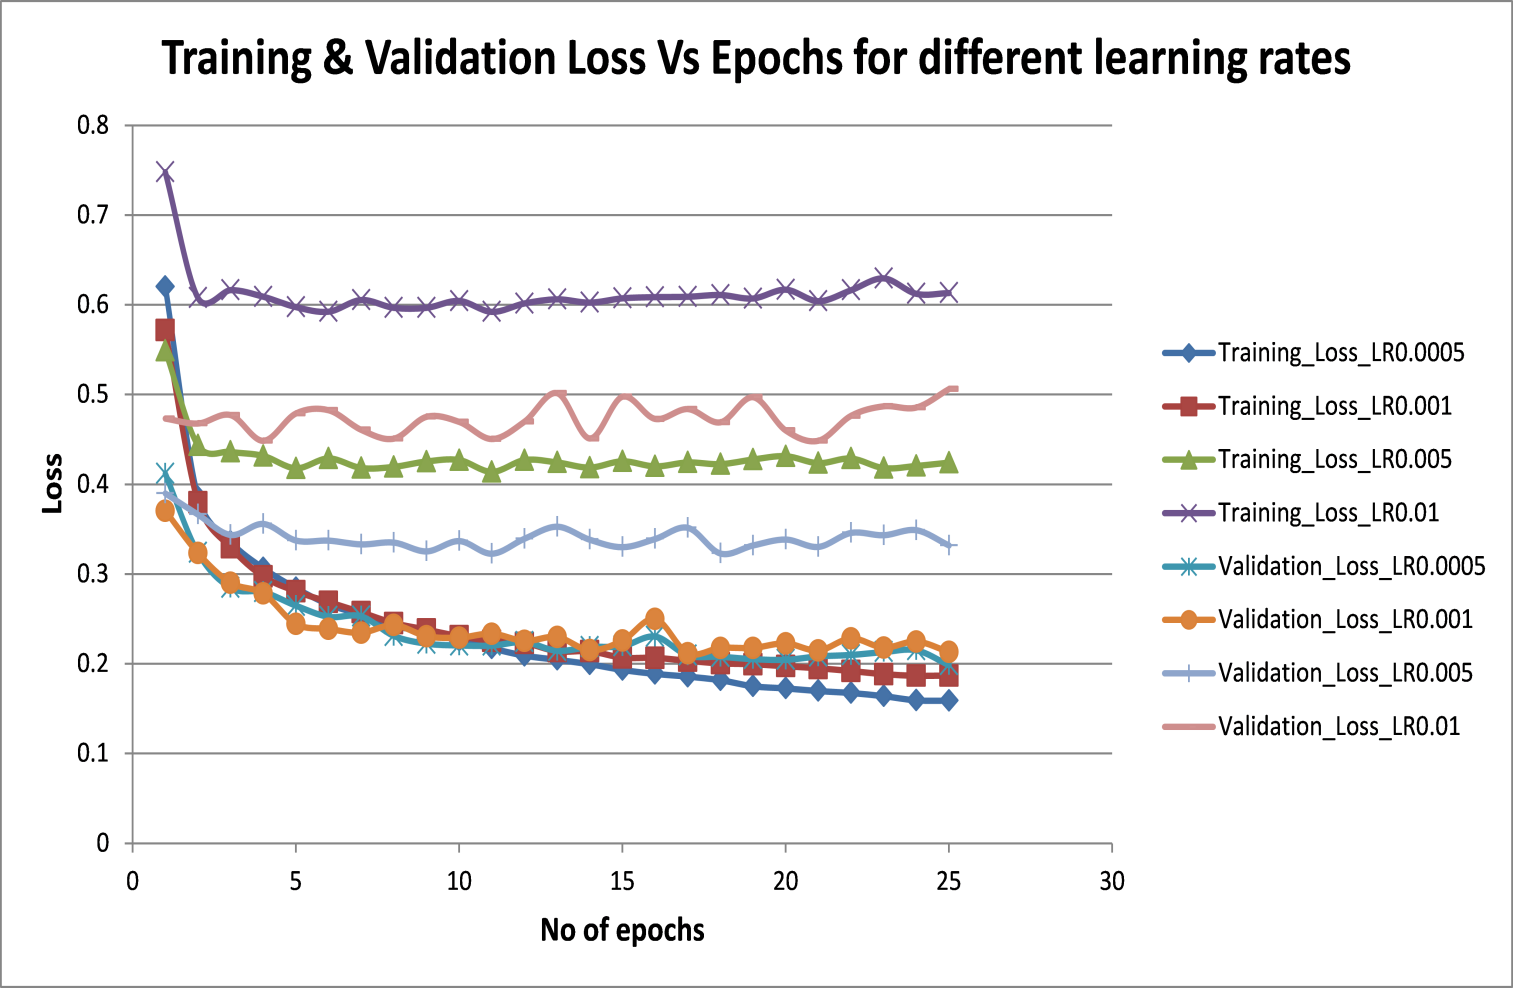 Training & Validation Loss Vs Epochs for different learning rates
0.8
0.7
0.6
0.5
0.4
0.3
0.2
0.1
0
Loss
0 5 10 15 20 25 30
No of epochs
Training_Loss_LR0.0005
Training_Loss_LR0.001
Training_Loss_LR0.005
Training_Loss_LR0.01
Validation_Loss_LR0.0005
Validation_Loss_LR0.001
Validation_Loss_LR0.005
Validation_Loss_LR0.01